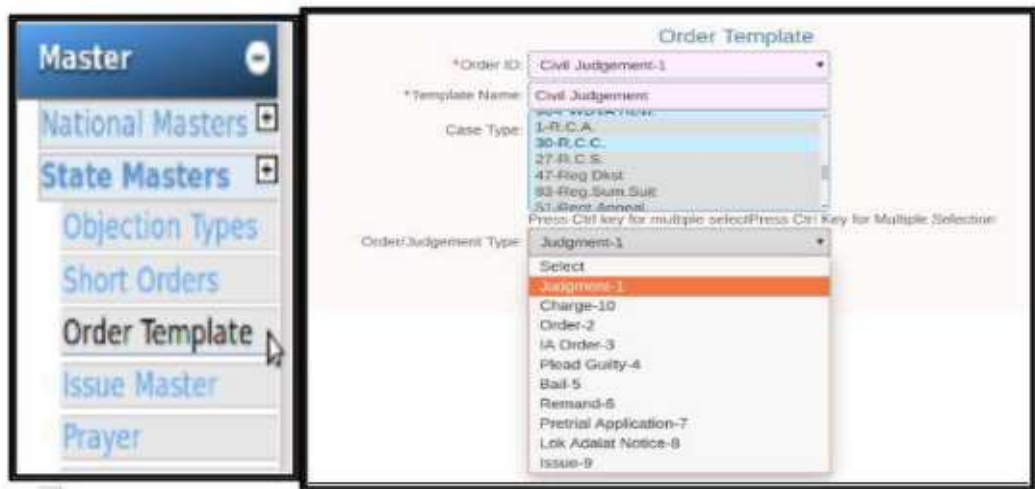 Master
National Masters
State Masters
Objection Types
Short Orders
Order Template
Issue Master
Prayer
Order Template
*Order ID: Civil Judgement-1
*Template Name: Civil Judgement
Case Type:
1-R.C.A.
30-R.C.C.
27-R.C.S.
47-Reg Dkst
93-Reg.Sum.Suit
Press Ctrl key for multiple selectPress Ctrl Key for Multiple Selection
Order/Judgement Type: Judgment-1
Select
Judgment-1
Charge-10
Order-2
IA Order-3
Plead Guilty-4
Bail-5
Remand-6
Pretrial Application-7
Lok Adalat Notice-8
Issue-9